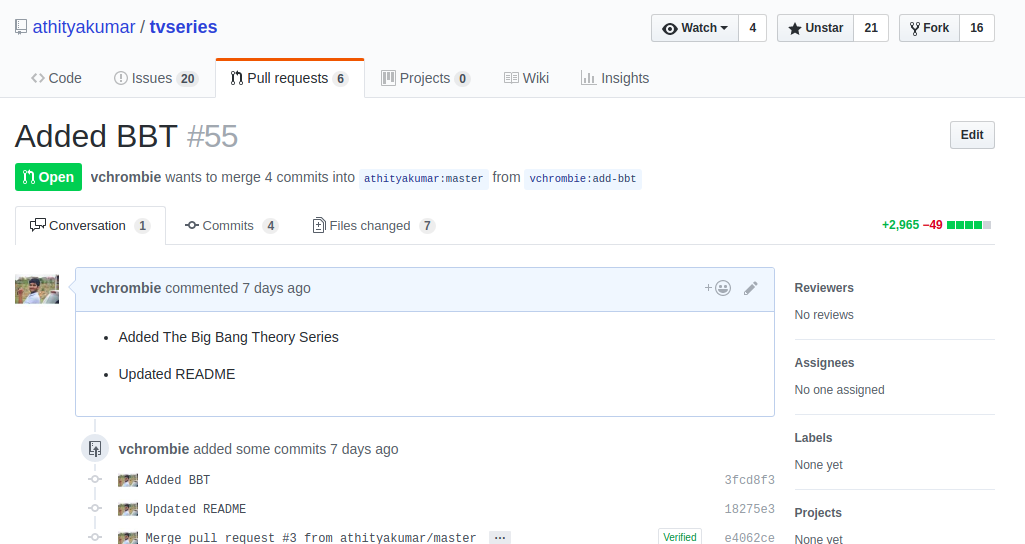 athityakumar / tvseries
Watch 4 Unstar 21 Fork 16
Code Issues 20 Pull requests 6 Projects 0 Wiki Insights
Added BBT #55
Edit
Open vchrombie wants to merge 4 commits into athityakumar:master from vchrombie:add-bbt
Conversation 1 Commits 4 Files changed 7
+2,965 −49
vchrombie commented 7 days ago
Added The Big Bang Theory Series
Updated README
vchrombie added some commits 7 days ago
Added BBT 3fcd8f3
Updated README 18275e3
Merge pull request #3 from athityakumar/master … Verified e4062ce
Reviewers
No reviews
Assignees
No one assigned
Labels
None yet
Projects
None yet